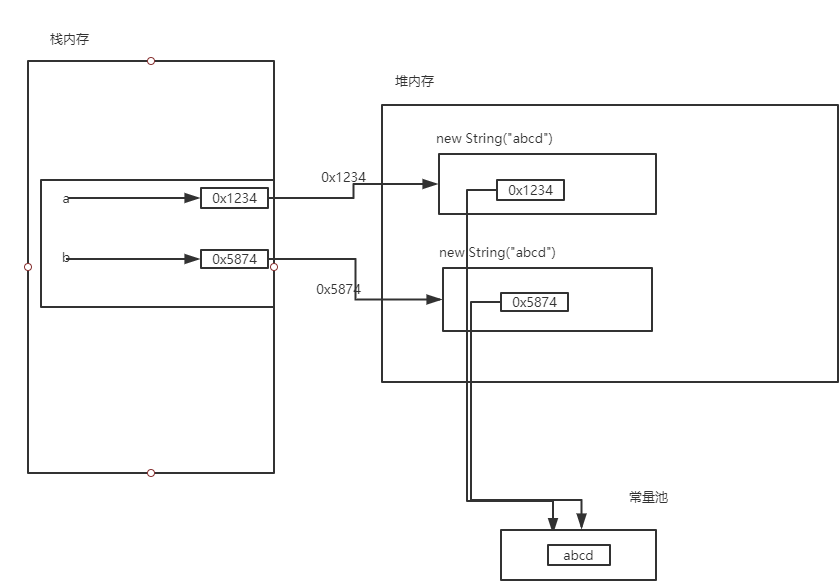 栈内存
堆内存
new String("abcd")
0x1234
0x1234
a
0x1234
new String("abcd")
b
0x5874
0x5874
0x5874
常量池
abcd